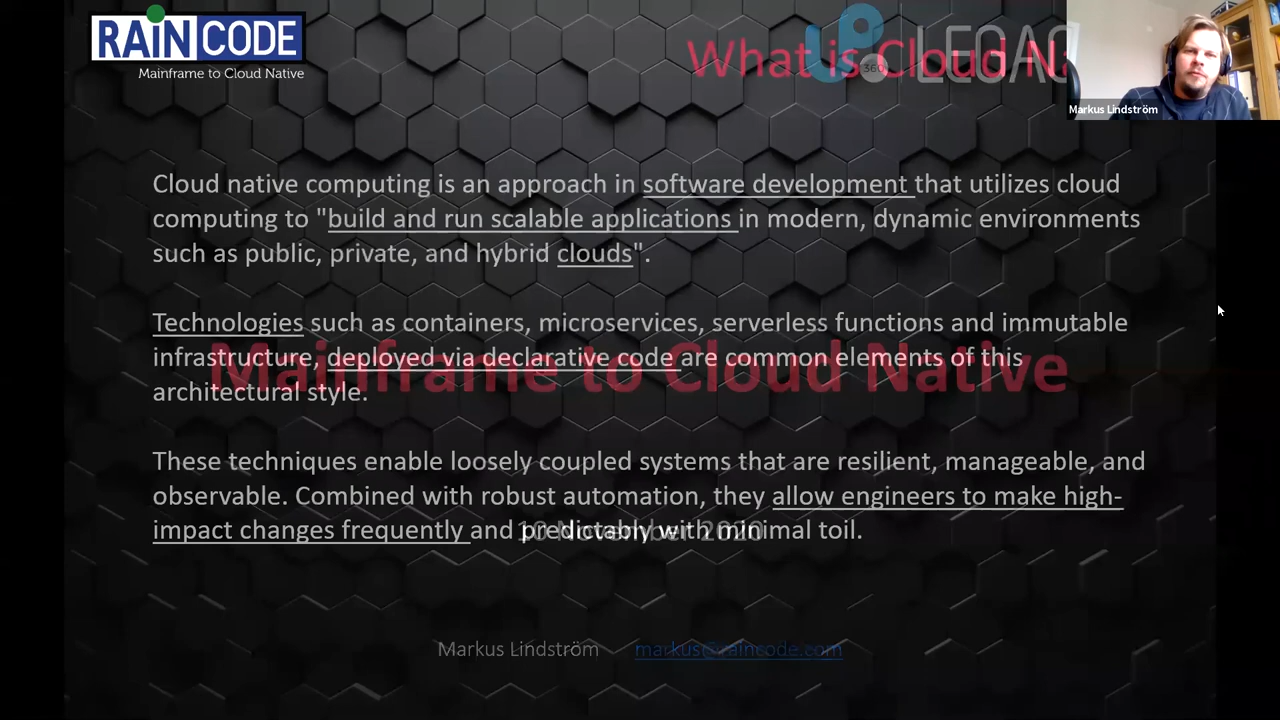 RAINCODE
Mainframe to Cloud Native
What is Cloud
360
LEGAC
Markus Lindström
Cloud native computing is an approach in software development that utilizes cloud
computing to "build and run scalable applications in modern, dynamic environments
such as public, private, and hybrid clouds".
Technologies such as containers, microservices, serverless functions and immutable
infrastructure, deployed via declarative code are common elements of this
Mainframe to Cloud Native
architectural style.
These techniques enable loosely coupled systems that are resilient, manageable, and
observable. Combined with robust automation, they allow engineers to make high-
impact changes frequently and predictably with minimal toil.
10 November 2020
Markus Lindström markus@raincode.com